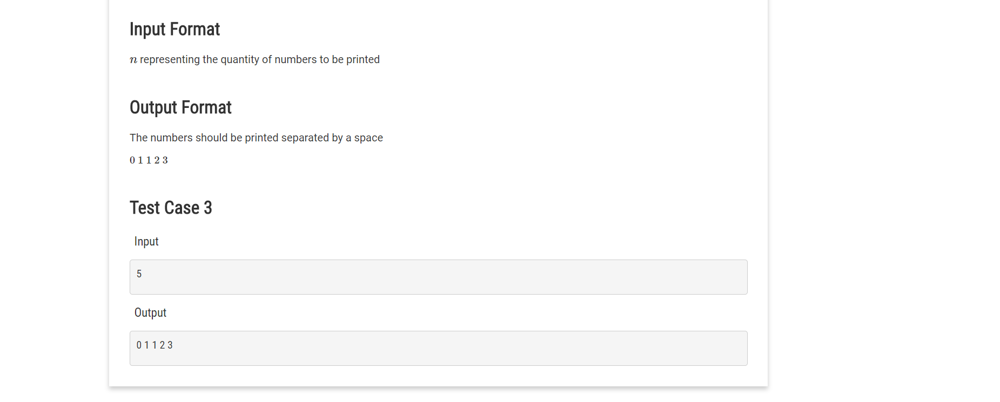 Input Format
n representing the quantity of numbers to be printed
Output Format
The numbers should be printed separated by a space
0 1 1 2 3
Test Case 3
Input
5
Output
0 1 1 2 3